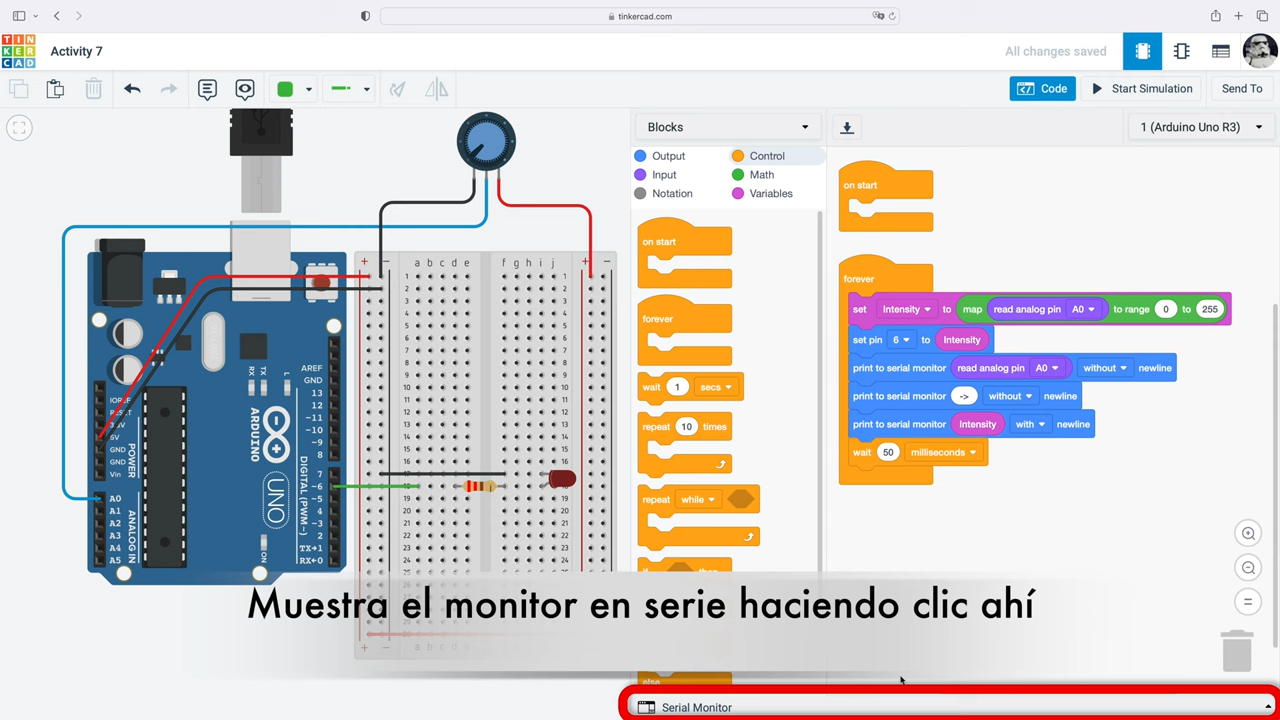 tinkercad.com
TIN
KER
CAD
Activity 7
All changes saved
Code
Start Simulation
Send To
Blocks
1 (Arduino Uno R3)
Output
Control
Input
Math
Notation
Variables
on start
forever
wait 1 secs
repeat 10 times
repeat while
else
on start
forever
set Intensity to map read analog pin A0 to range 0 to 255
set pin 6 to Intensity
print to serial monitor read analog pin A0 without newline
print to serial monitor -> without newline
print to serial monitor Intensity with newline
wait 50 milliseconds
a b c d e f g h i j
AREF
GND
13
12
~11
~10
~9
8
7
~6
~5
4
~3
2
TX→1
RX←0
DIGITAL (PWM~)
ARDUINO
UNO
TX
RX
L
ON
IOREF
RESET
3.3V
5V
GND
GND
Vin
POWER
A0
A1
A2
A3
A4
A5
ANALOG IN
Muestra el monitor en serie haciendo clic ahí
Serial Monitor